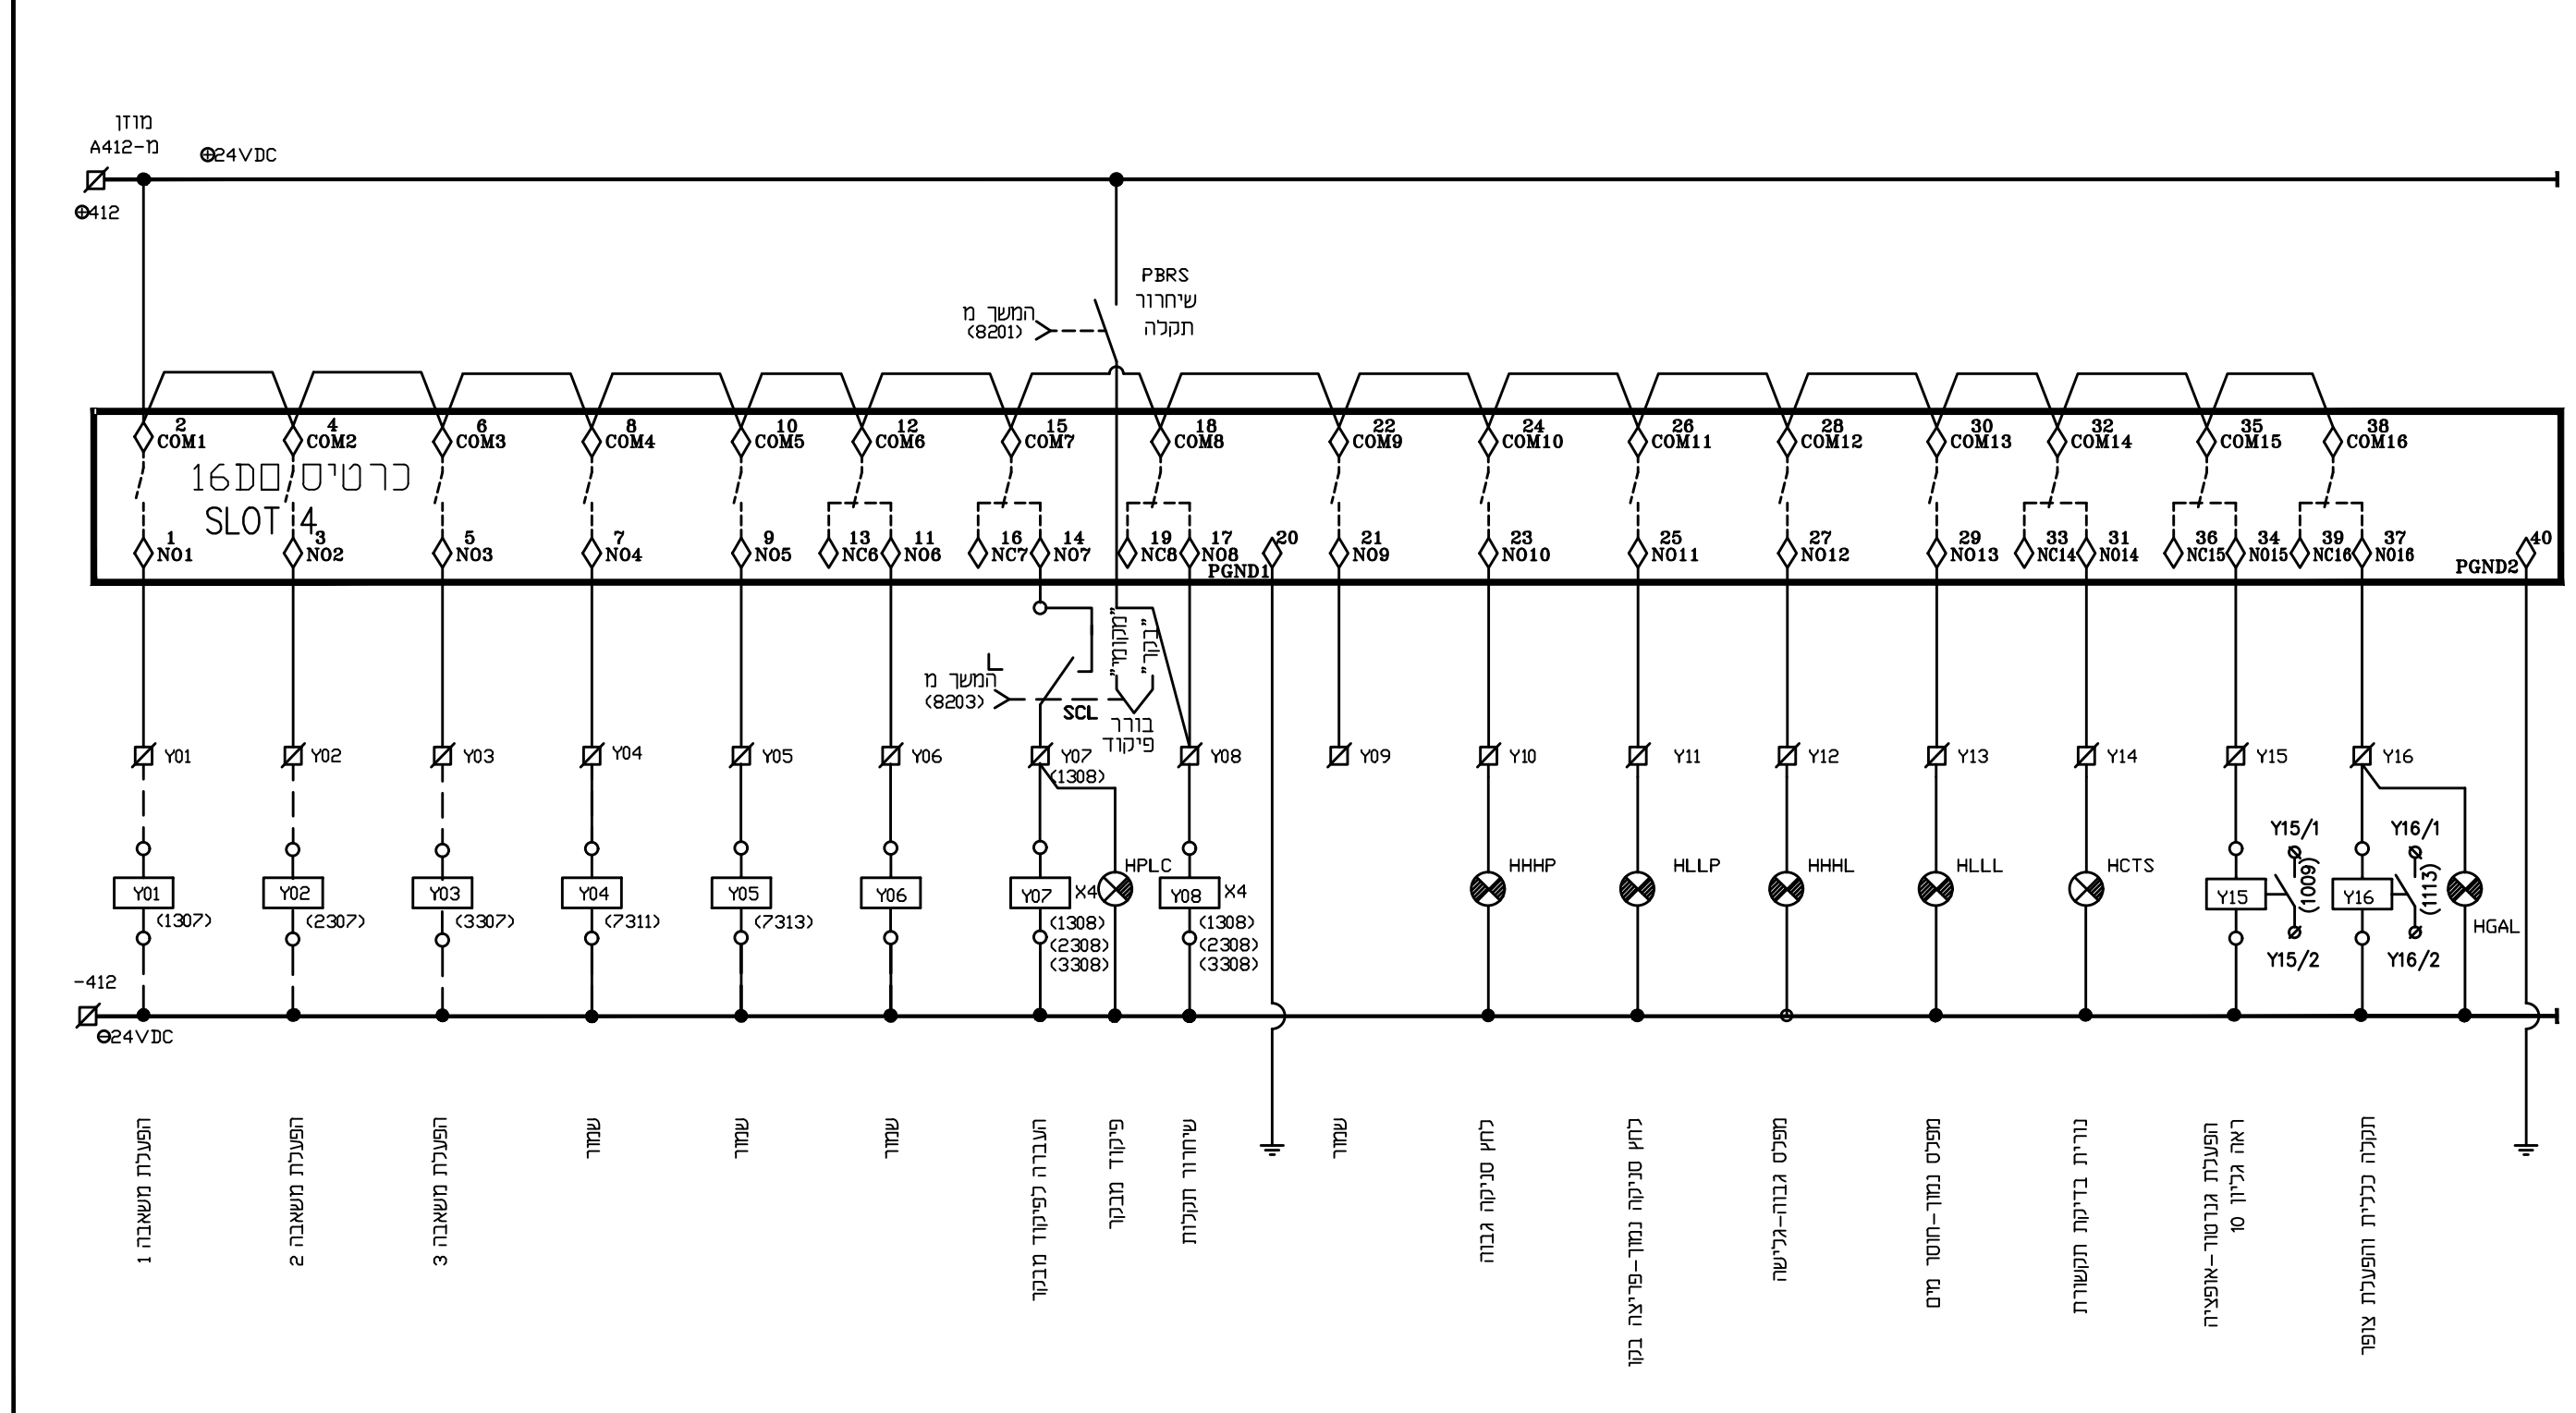 מוזן
מ-A412
⊕24VDC
⊕412
PBRS
שיחרור
תקלה
המשך מ
(8201)
2 4 6 8 10 12 15 18 22 24 26 28 30 32 35 38
COM1 COM2 COM3 COM4 COM5 COM6 COM7 COM8 COM9 COM10 COM11 COM12 COM13 COM14 COM15 COM16
כרטיס 16DO
SLOT 4
1 3 5 7 9 13 11 16 14 19 17 20 21 23 25 27 29 33 31 36 34 39 37 40
NO1 NO2 NO3 NO4 NO5 NC6 NO6 NC7 NO7 NC8 NO8 NO9 NO10 NO11 NO12 NO13 NC14 NO14 NC15 NO15 NC16 NO16
PGND1 PGND2
"מקומי"
"בקר"
המשך מ
(8203)
SCL
בורר
פיקוד
Y01 Y02 Y03 Y04 Y05 Y06 Y07 Y08 Y09 Y10 Y11 Y12 Y13 Y14 Y15 Y16
(1308)
Y15/1 Y16/1
HPLC HHHP HLLP HHHL HLLL HCTS
Y01 Y02 Y03 Y04 Y05 Y06 Y07 X4 Y08 X4 Y15 (1009) Y16 (1113)
(1307) (2307) (3307) (7311) (7313) (1308) (1308)
HGAL
(2308) (2308)
(3308) (3308)
Y15/2 Y16/2
-412
⊖24VDC
הפעלת משאבה 1
הפעלת משאבה 2
הפעלת משאבה 3
שמור
שמור
שמור
העברה לפיקוד מבקר
פיקוד מבקר
שיחרור תקלות
שמור
לחץ סניקה גבוה
לחץ סניקה נמוך-פריצה בקו
מפלס גבוה-גלישה
מפלס נמוך-חוסר מים
נורית בדיקת תקשורת
הפעלת גנרטור-אופציה
ראה גליון 10
תקלה כללית והפעלת צופר